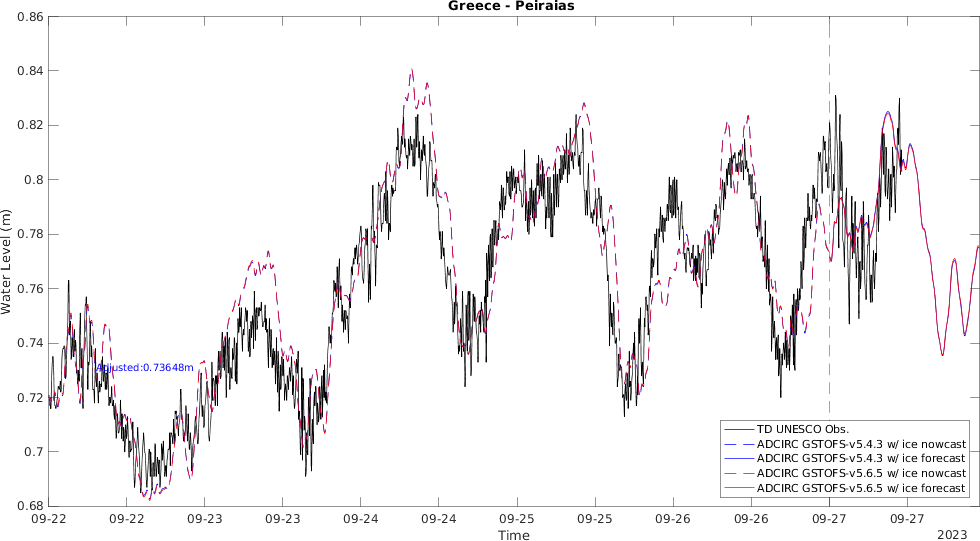 Greece - Peiraias
0.86
0.84
0.82
0.8
0.78
0.76
0.74
0.72
0.7
0.68
Water Level (m)
Adjusted:0.73648m
TD UNESCO Obs.
ADCIRC GSTOFS-v5.4.3 w/ ice nowcast
ADCIRC GSTOFS-v5.4.3 w/ ice forecast
ADCIRC GSTOFS-v5.6.5 w/ ice nowcast
ADCIRC GSTOFS-v5.6.5 w/ ice forecast
09-22 09-22 09-23 09-23 09-24 09-24 09-25 09-25 09-26 09-26 09-27 09-27
Time
2023